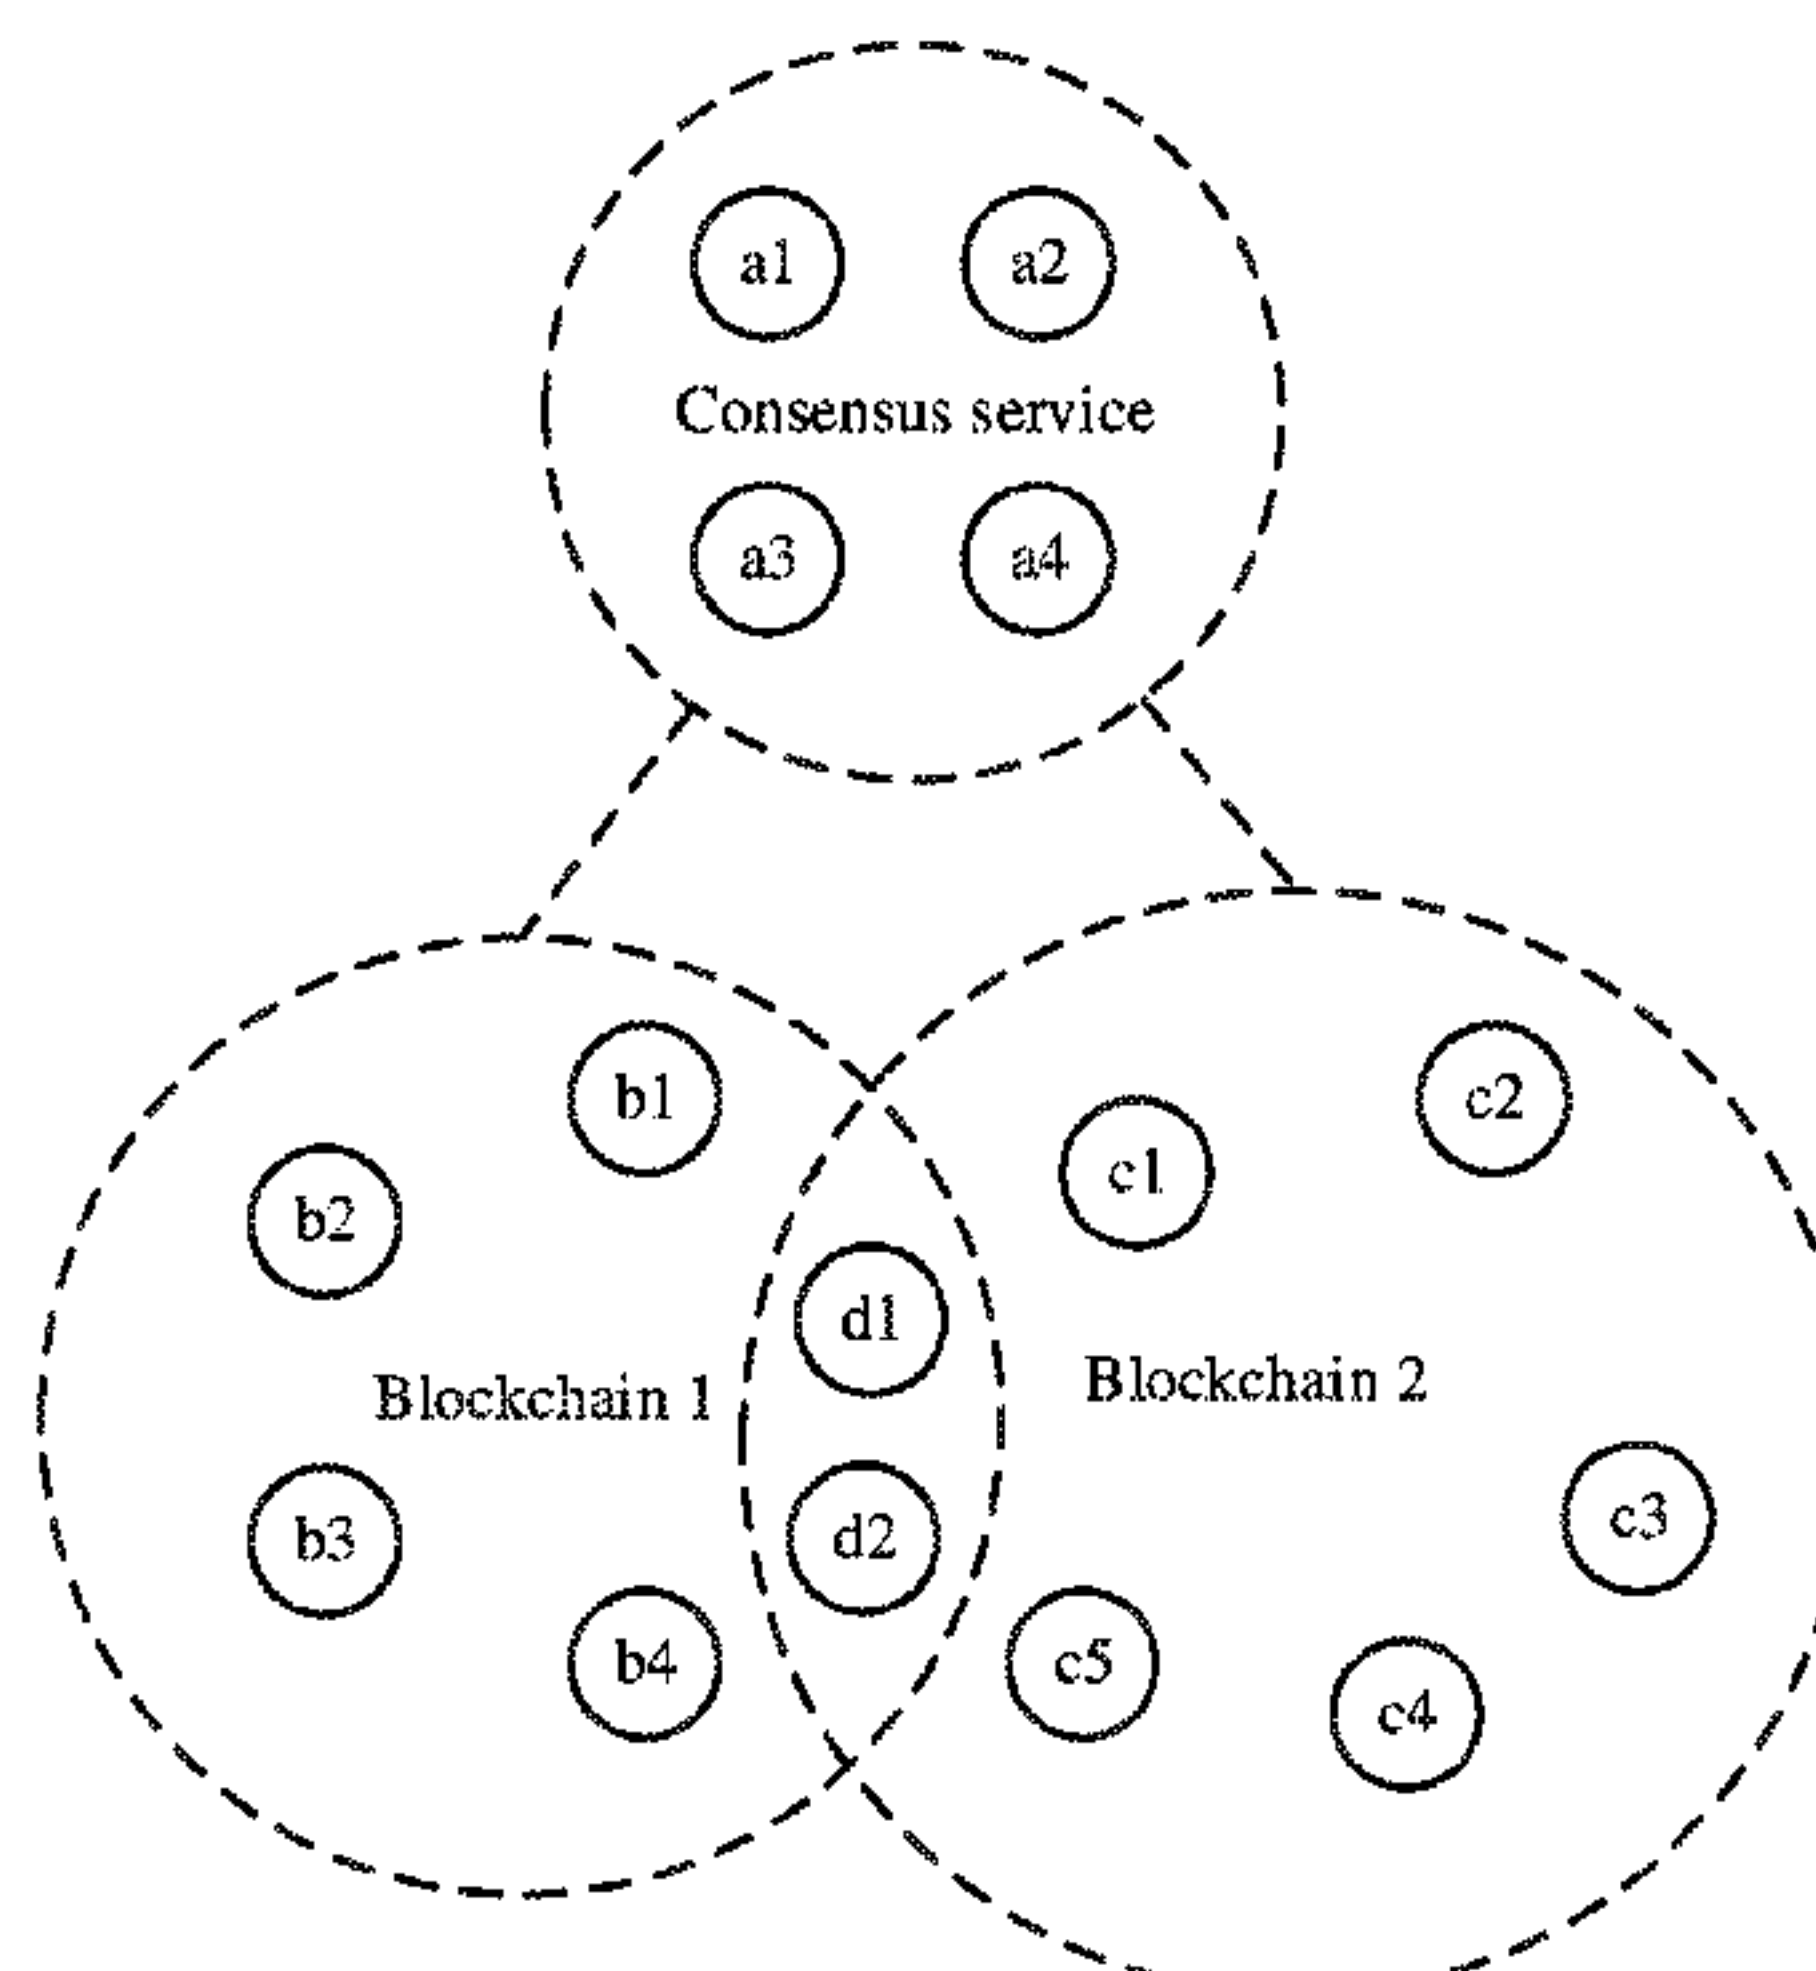 a1 a2
Consensus service
a3 a4
b1 c2
c1
b2
d1
Blockchain 1 Blockchain 2
b3 d2 c3
b4 c5
c4